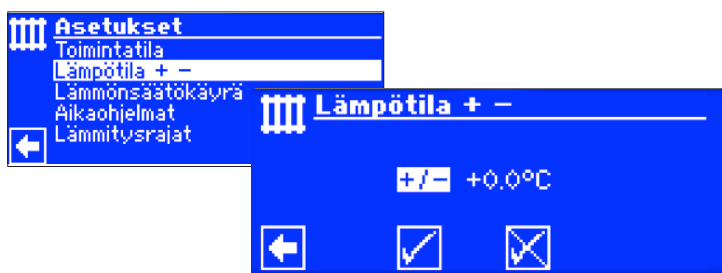 Asetukset
Toimintatila
Lämpötila + −
Lämmönsäätökäyrä
Aikaohjelmat
Lämmitysrajat
Lämpötila + −
+/− +0.0°C